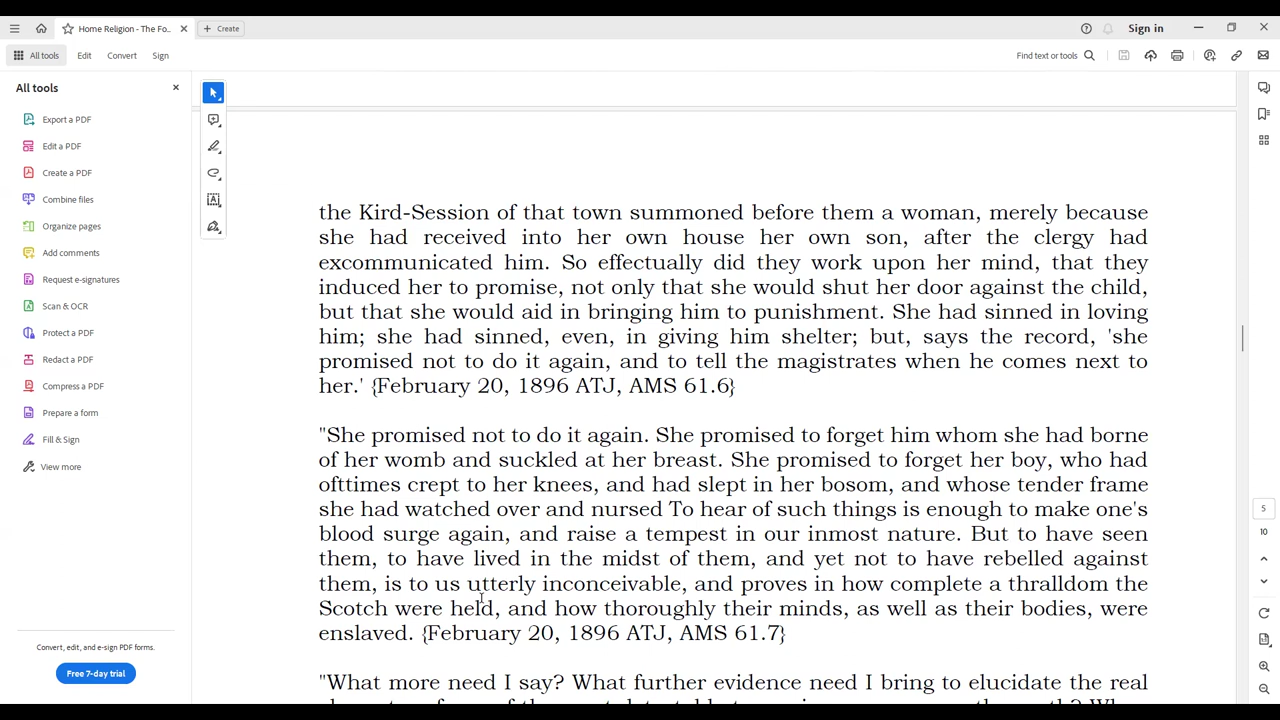 Home Religion - The Fo..
Create
Sign in
All tools
Edit
Convert
Sign
Find text or tools
All tools
Export a PDF
Edit a PDF
Create a PDF
Combine files
Organize pages
Add comments
Request e-signatures
Scan & OCR
Protect a PDF
Redact a PDF
Compress a PDF
Prepare a form
Fill & Sign
View more
Convert, edit, and e-sign PDF forms.
Free 7-day trial
the Kird-Session of that town summoned before them a woman, merely because
she had received into her own house her own son, after the clergy had
excommunicated him. So effectually did they work upon her mind, that they
induced her to promise, not only that she would shut her door against the child,
but that she would aid in bringing him to punishment. She had sinned in loving
him; she had sinned, even, in giving him shelter; but, says the record, 'she
promised not to do it again, and to tell the magistrates when he comes next to
her.' {February 20, 1896 ATJ, AMS 61.6}
"She promised not to do it again. She promised to forget him whom she had borne
of her womb and suckled at her breast. She promised to forget her boy, who had
ofttimes crept to her knees, and had slept in her bosom, and whose tender frame
she had watched over and nursed To hear of such things is enough to make one's
blood surge again, and raise a tempest in our inmost nature. But to have seen
them, to have lived in the midst of them, and yet not to have rebelled against
them, is to us utterly inconceivable, and proves in how complete a thralldom the
Scotch were held, and how thoroughly their minds, as well as their bodies, were
enslaved. {February 20, 1896 ATJ, AMS 61.7}
"What more need I say? What further evidence need I bring to elucidate the real
5
10